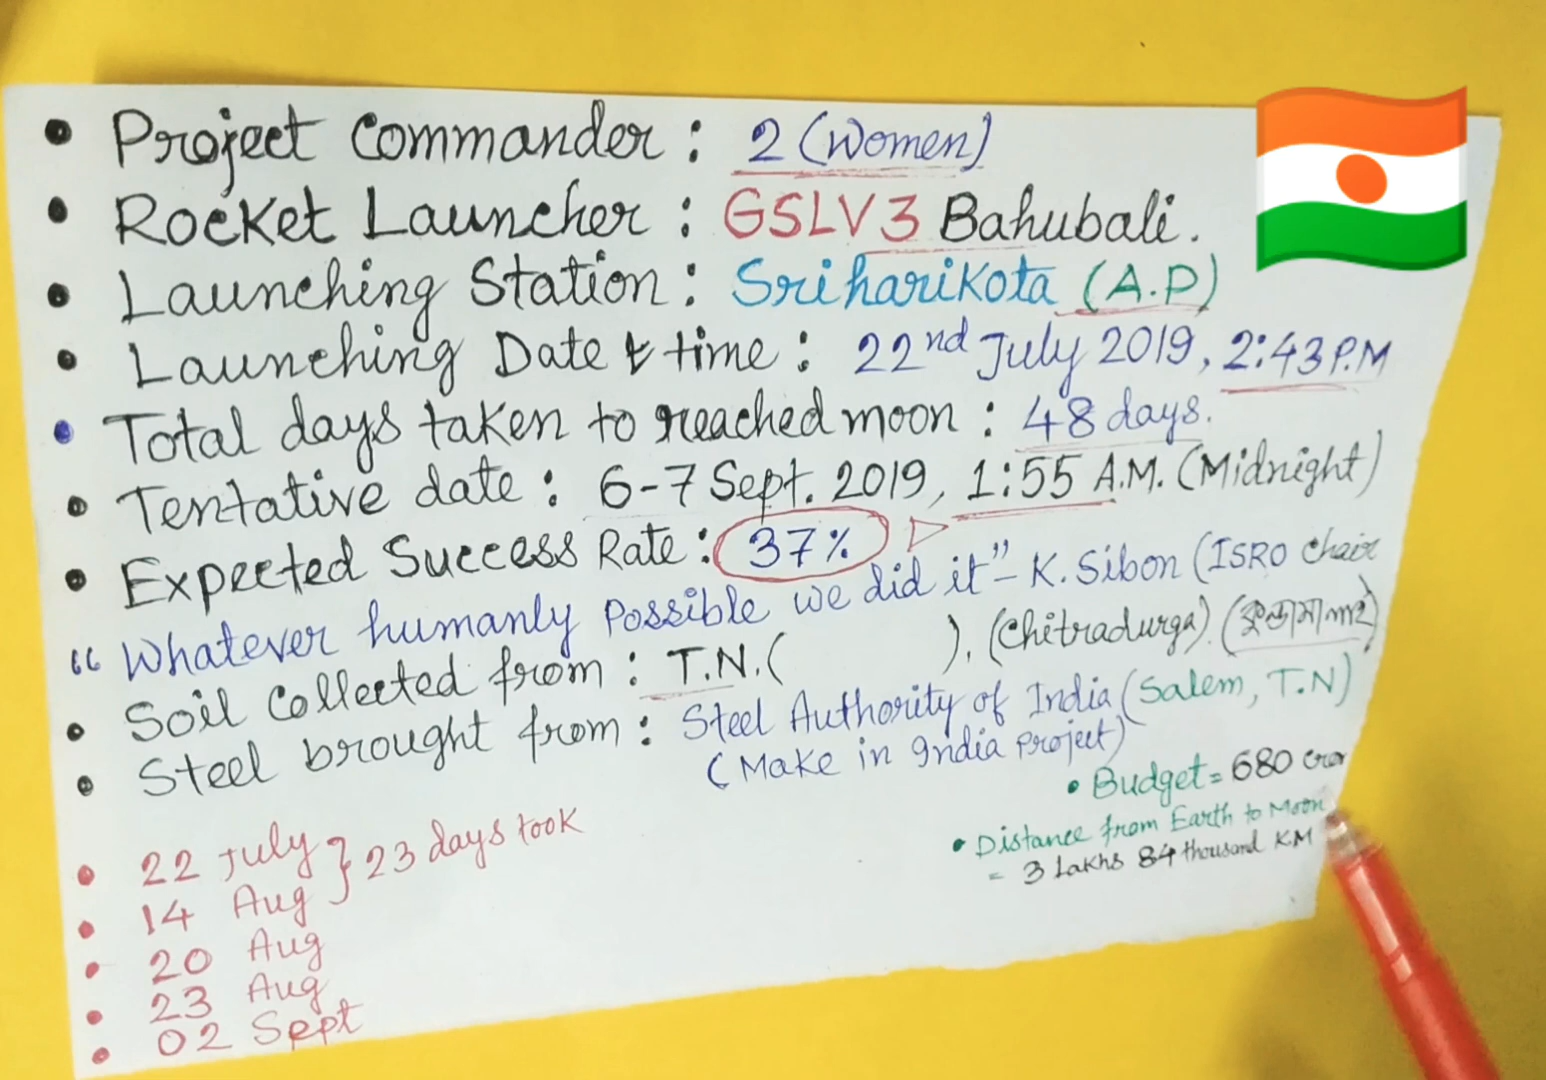 • Project Commander : 2 (Women)
• Rocket Launcher : GSLV 3 Bahubali.
• Launching Station : Sriharikota (A.P)
• Launching Date & time : 22nd July 2019, 2:43 P.M
• Total days taken to reached moon : 48 days.
• Tentative date : 6-7 Sept. 2019, 1:55 A.M. (Midnight)
• Expected Success Rate : 37%
“ Whatever humanly possible we did it” - K. Sibon (ISRO Chair
• Soil Collected from : T.N. ( ). (Chitradurga)
• Steel brought from : Steel Authority of India (Salem, T.N)
(Make in India project)
• Budget = 680 cror
• Distance from Earth to Moon
= 3 Lakhs 84 thousand KM
• 22 July } 23 days took
• 14 Aug
• 20 Aug
• 23 Aug
• 02 Sept